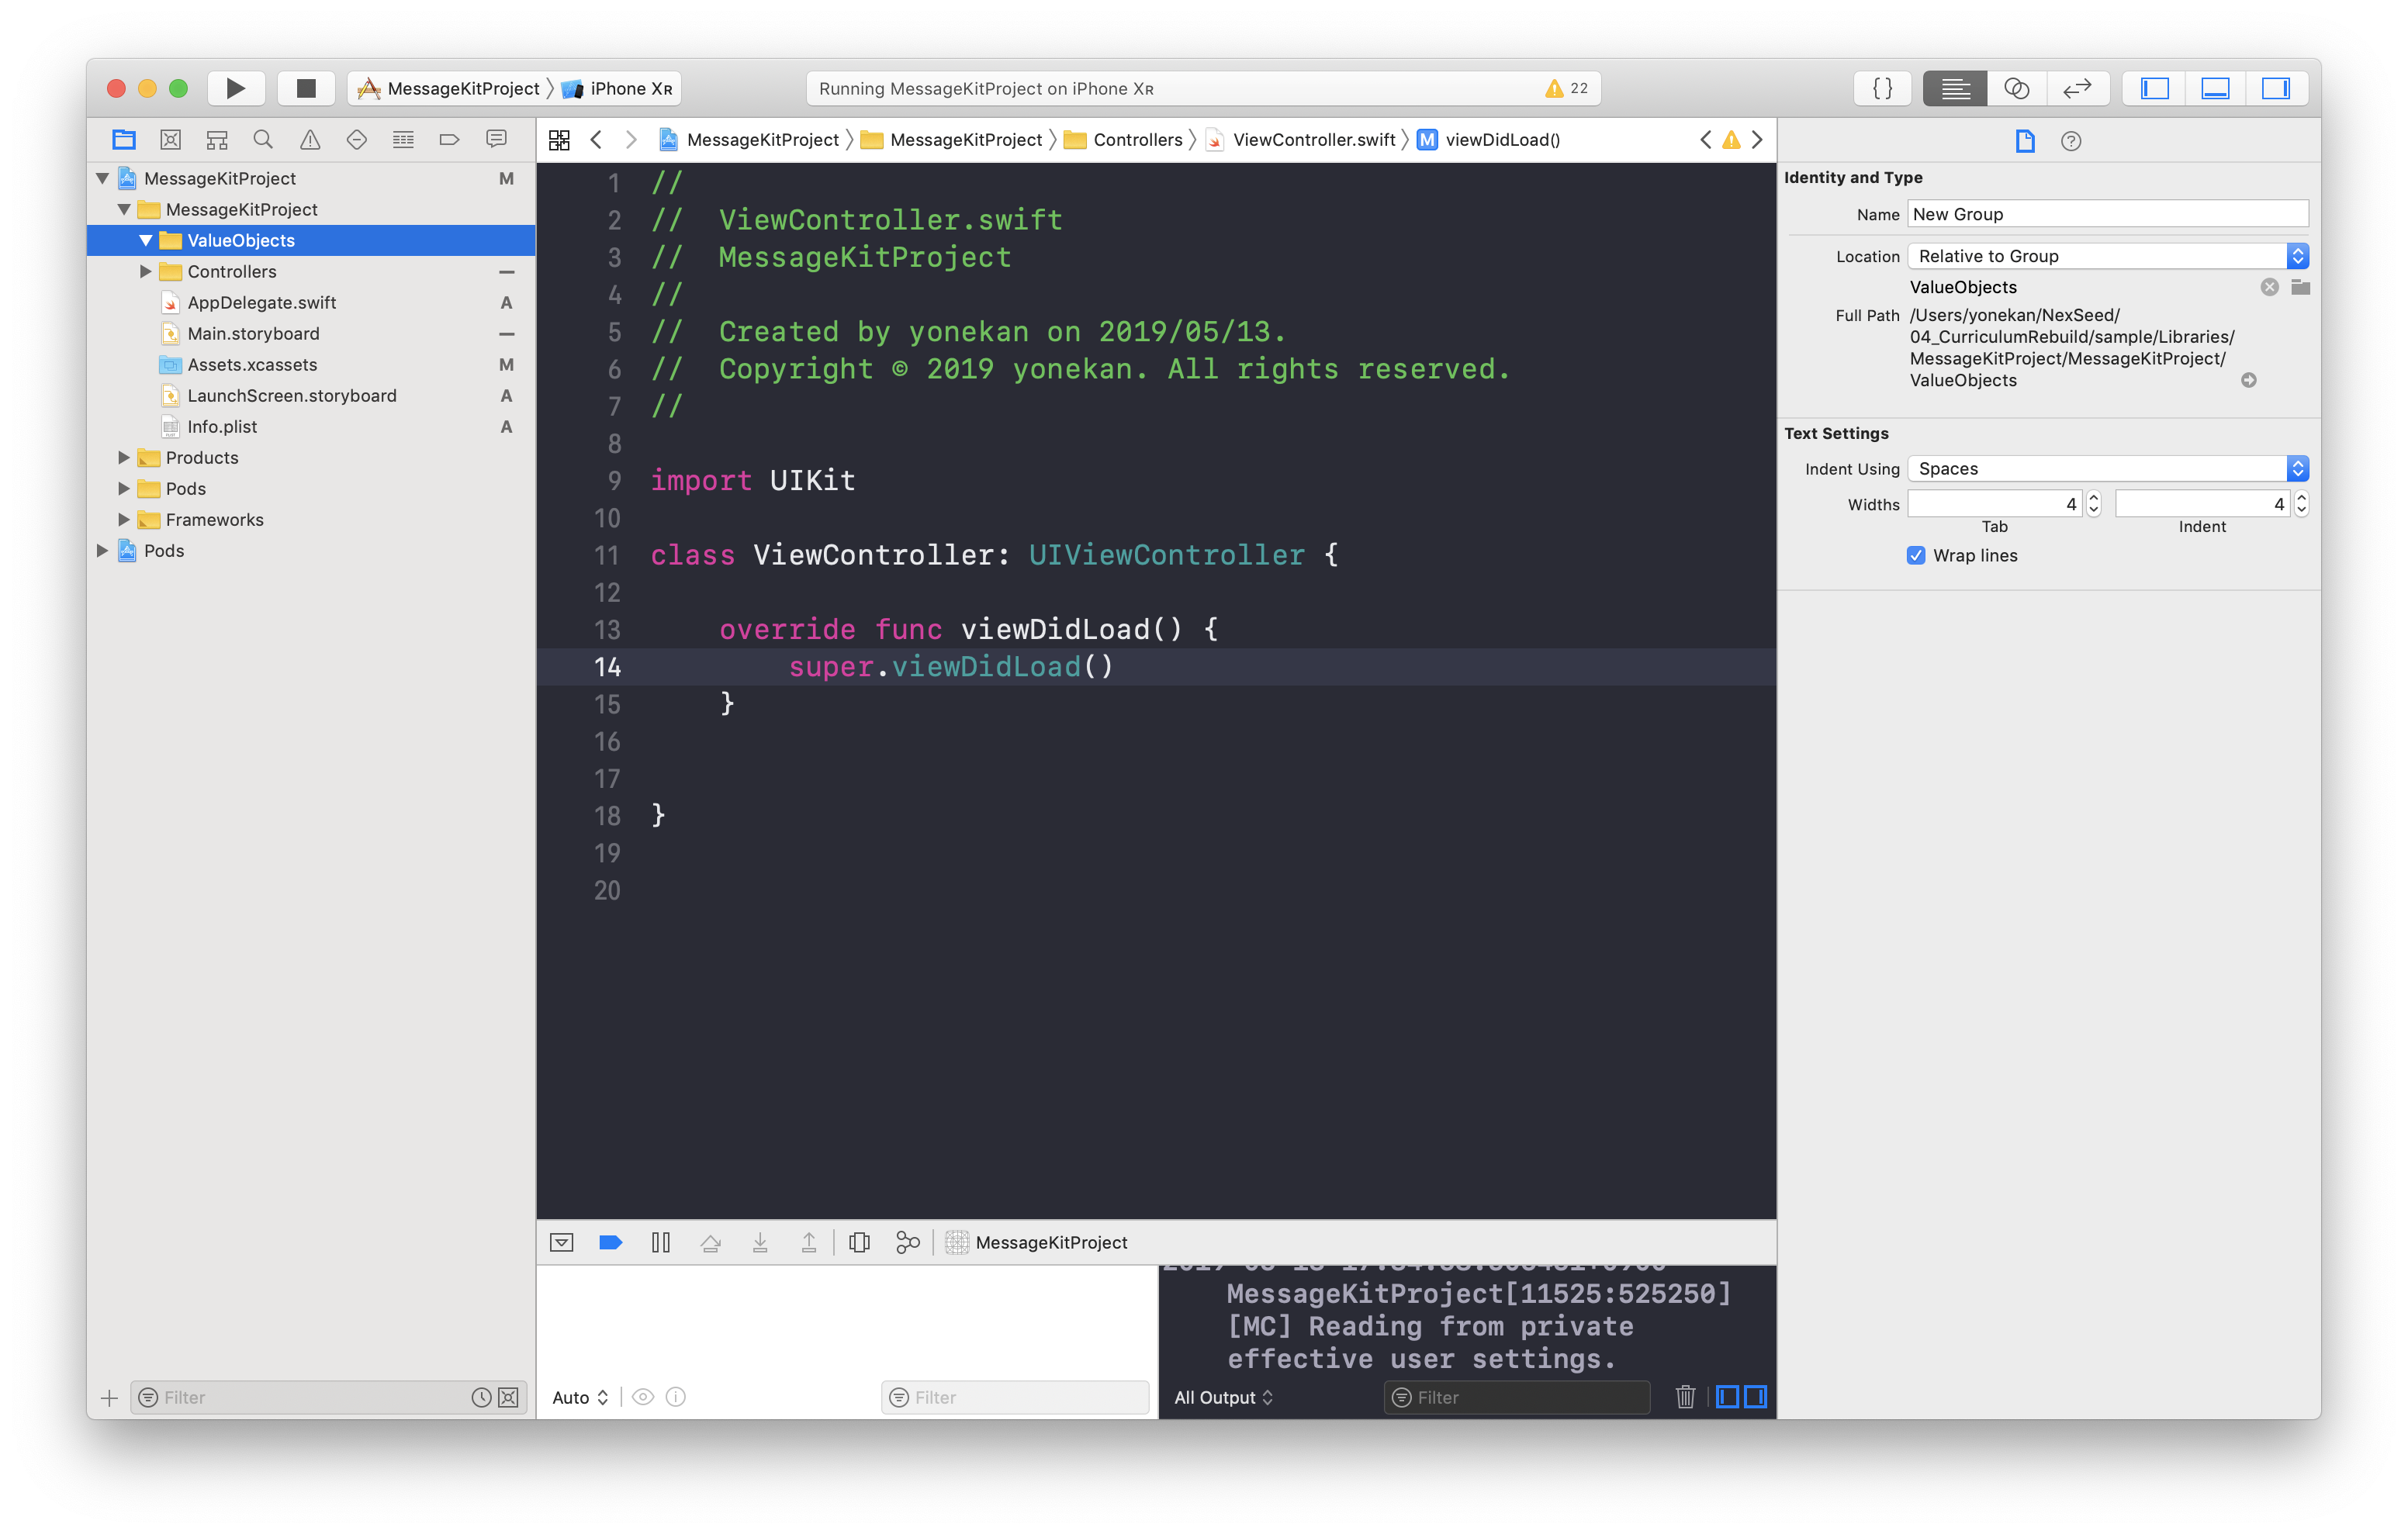 MessageKitProject iPhone XR
Running MessageKitProject on iPhone XR 22
MessageKitProject M
MessageKitProject
ValueObjects
Controllers
AppDelegate.swift A
Main.storyboard
Assets.xcassets M
LaunchScreen.storyboard A
Info.plist A
Products
Pods
Frameworks
Pods
Filter
MessageKitProject MessageKitProject Controllers ViewController.swift M viewDidLoad()
1 //
2 //  ViewController.swift
3 //  MessageKitProject
4 //
5 //  Created by yonekan on 2019/05/13.
6 //  Copyright © 2019 yonekan. All rights reserved.
7 //
8
9 import UIKit
10
11 class ViewController: UIViewController {
12
13     override func viewDidLoad() {
14         super.viewDidLoad()
15     }
16
17
18 }
19
20
MessageKitProject
Auto
Filter
MessageKitProject[11525:525250]
[MC] Reading from private
effective user settings.
All Output
Filter
Identity and Type
Name New Group
Location Relative to Group
ValueObjects
Full Path /Users/yonekan/NexSeed/
04_CurriculumRebuild/sample/Libraries/
MessageKitProject/MessageKitProject/
ValueObjects
Text Settings
Indent Using Spaces
Widths 4 4
Tab Indent
Wrap lines